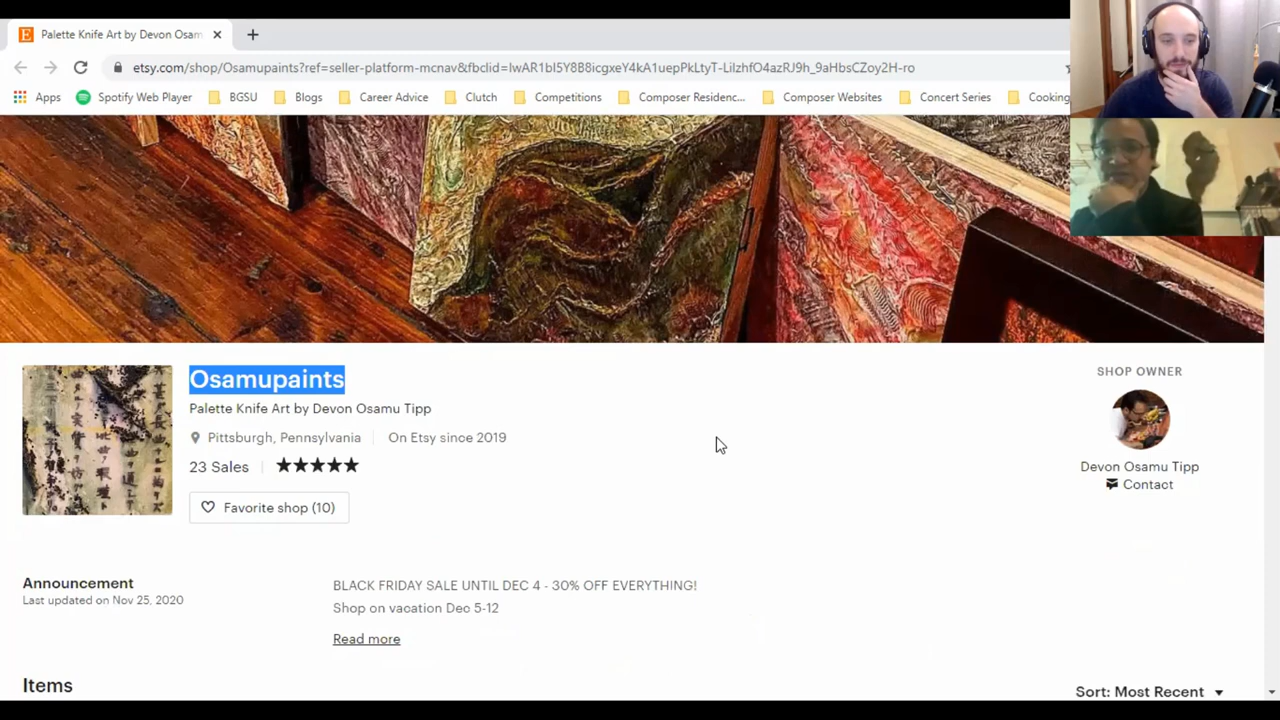 Palette Knife Art by Devon Osam
etsy.com/shop/Osamupaints?ref=seller-platform-mcnav&fbclid=IwAR1bI5Y8B8icgxeY4kA1uepPkLtyT-LiIzhfO4azRJ9h_9aHbsCZoy2H-ro
Apps Spotify Web Player BGSU Blogs Career Advice Clutch Competitions Composer Residenc... Composer Websites Concert Series Cooking
Osamupaints
Palette Knife Art by Devon Osamu Tipp
Pittsburgh, Pennsylvania On Etsy since 2019
23 Sales
Favorite shop (10)
SHOP OWNER
Devon Osamu Tipp
Contact
Announcement
Last updated on Nov 25, 2020
BLACK FRIDAY SALE UNTIL DEC 4 - 30% OFF EVERYTHING!
Shop on vacation Dec 5-12
Read more
Items
Sort: Most Recent